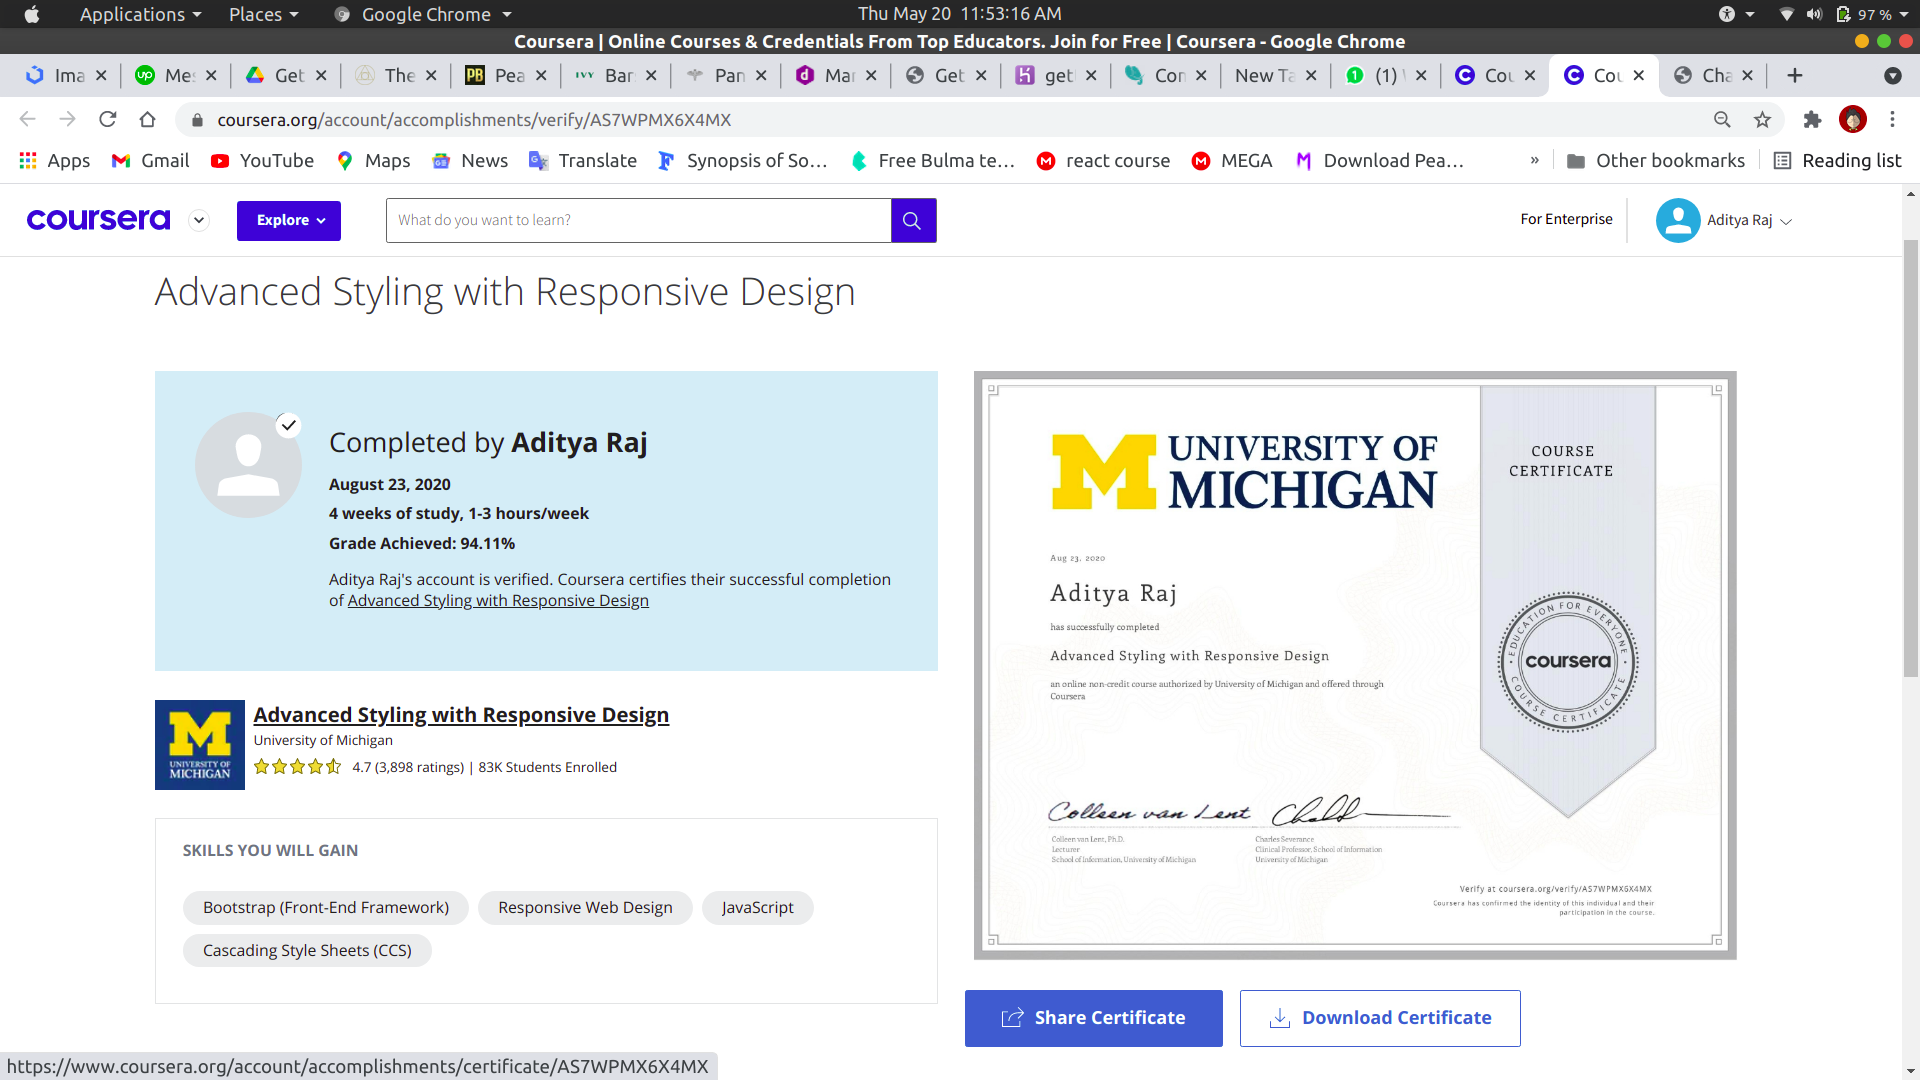 Applications Places Google Chrome Thu May 20 11:53:16 AM 97 %
Coursera | Online Courses & Credentials From Top Educators. Join for Free | Coursera - Google Chrome
Ima Me Get The Pea Bar Pan Mar Get get Con New Ta (1) Cou Cou Cha
coursera.org/account/accomplishments/verify/AS7WPMX6X4MX
Apps Gmail YouTube Maps News Translate Synopsis of So... Free Bulma te... react course MEGA Download Pea... » Other bookmarks Reading list
coursera Explore What do you want to learn? For Enterprise Aditya Raj
Advanced Styling with Responsive Design
Completed by Aditya Raj
August 23, 2020
4 weeks of study, 1-3 hours/week
Grade Achieved: 94.11%
Aditya Raj's account is verified. Coursera certifies their successful completion
of Advanced Styling with Responsive Design
UNIVERSITY OF
MICHIGAN
Advanced Styling with Responsive Design
University of Michigan
4.7 (3,898 ratings) | 83K Students Enrolled
SKILLS YOU WILL GAIN
Bootstrap (Front-End Framework) Responsive Web Design JavaScript
Cascading Style Sheets (CCS)
UNIVERSITY OF
MICHIGAN
COURSE
CERTIFICATE
Aug 23, 2020
Aditya Raj
has successfully completed
Advanced Styling with Responsive Design
an online non-credit course authorized by University of Michigan and offered through
Coursera
EDUCATION FOR EVERYONE
coursera
COURSE CERTIFICATE
Colleen van Lent
Colleen van Lent, Ph.D.
Lecturer
School of Information, University of Michigan
Charles Severance
Clinical Professor, School of Information
University of Michigan
Verify at coursera.org/verify/AS7WPMX6X4MX
Coursera has confirmed the identity of this individual and their
participation in the course.
Share Certificate Download Certificate
https://www.coursera.org/account/accomplishments/certificate/AS7WPMX6X4MX